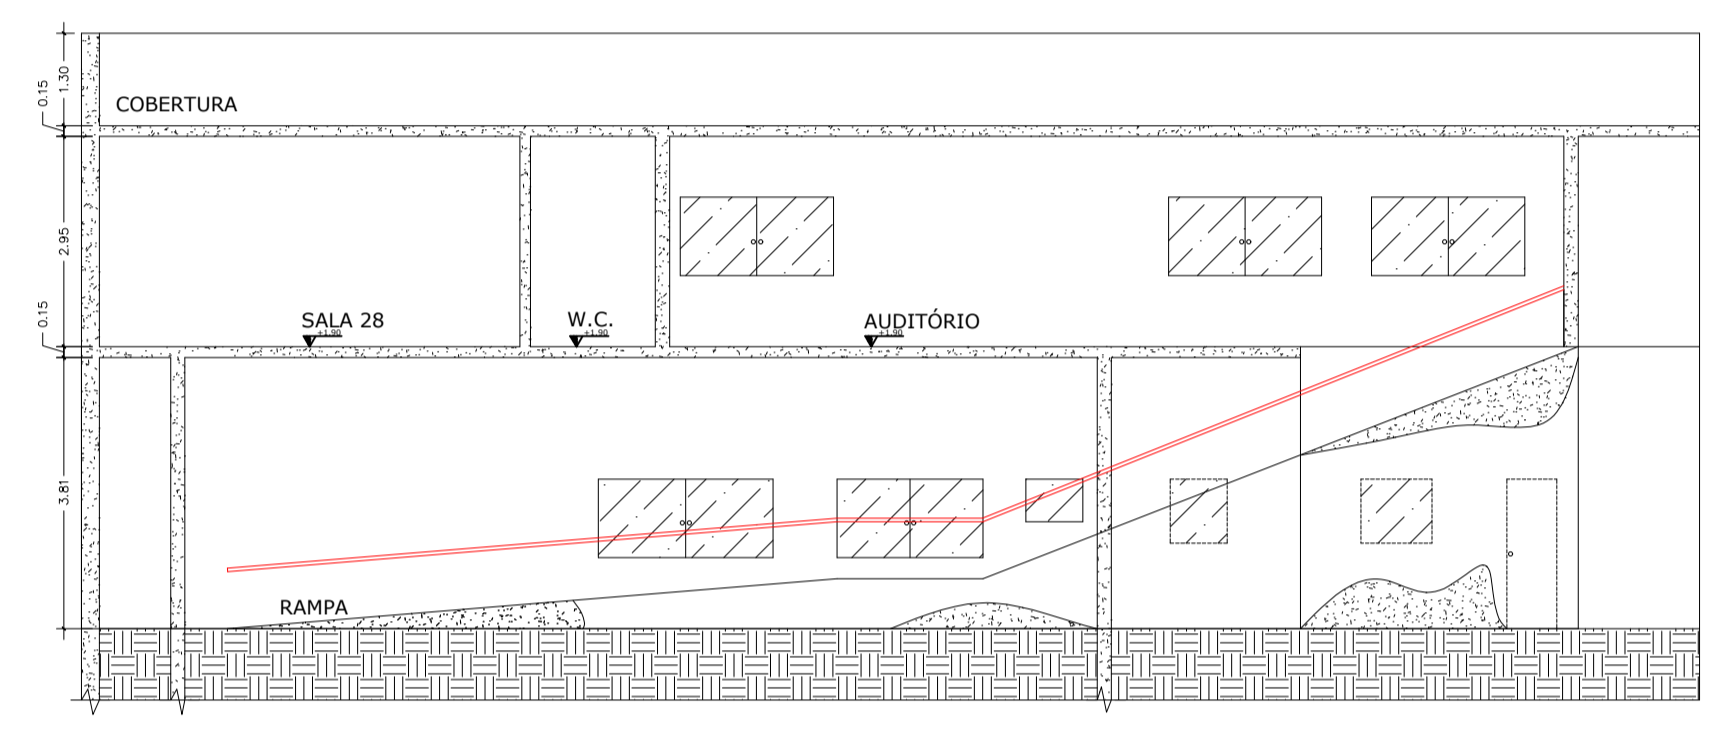 1.30
0.15
COBERTURA
2.95
0.15
SALA 28
+1.90
W.C.
+1.90
AUDITÓRIO
+1.90
3.81
RAMPA